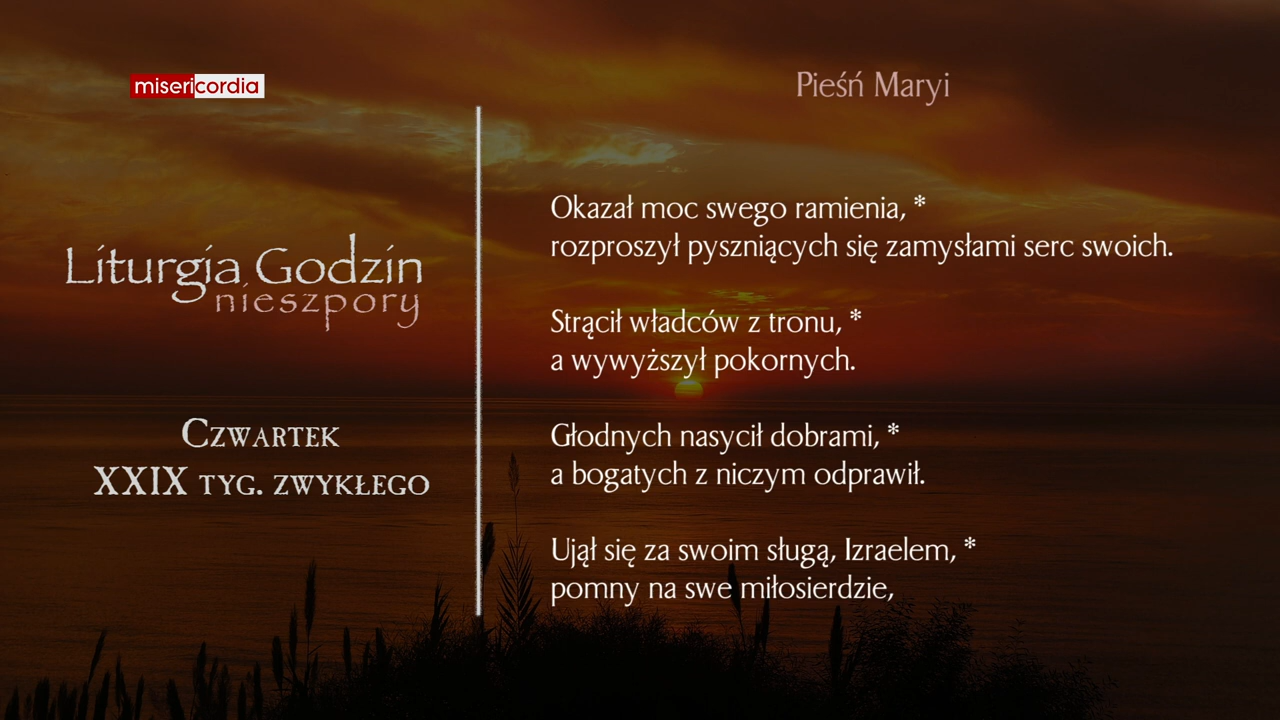 misericordia
Liturgia Godzin
nieszpory
Czwartek
XXIX tyg. zwykłego
Pieśń Maryi
Okazał moc swego ramienia, *
rozproszył pyszniących się zamysłami serc swoich.
Strącił władców z tronu, *
a wywyższył pokornych.
Głodnych nasycił dobrami, *
a bogatych z niczym odprawił.
Ujął się za swoim sługą, Izraelem, *
pomny na swe miłosierdzie,